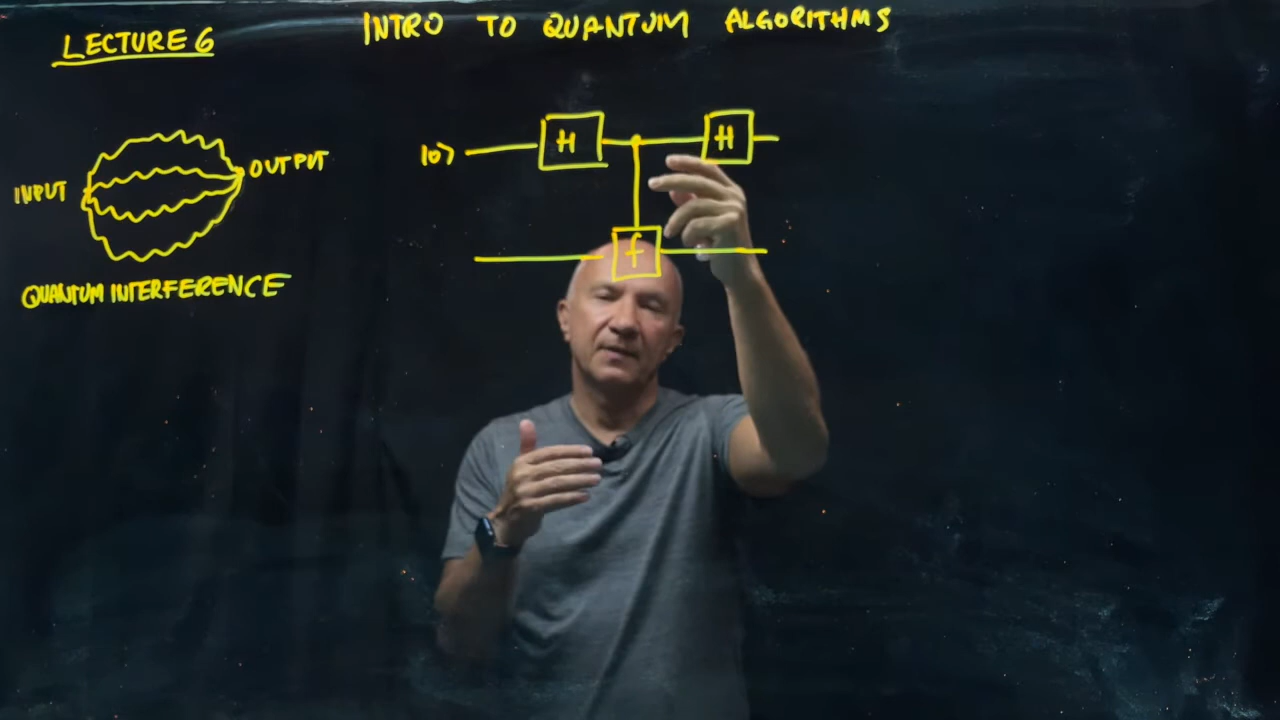 LECTURE 6
INTRO TO QUANTUM ALGORITHMS
INPUT
OUTPUT
QUANTUM INTERFERENCE
|0>
H
H
f